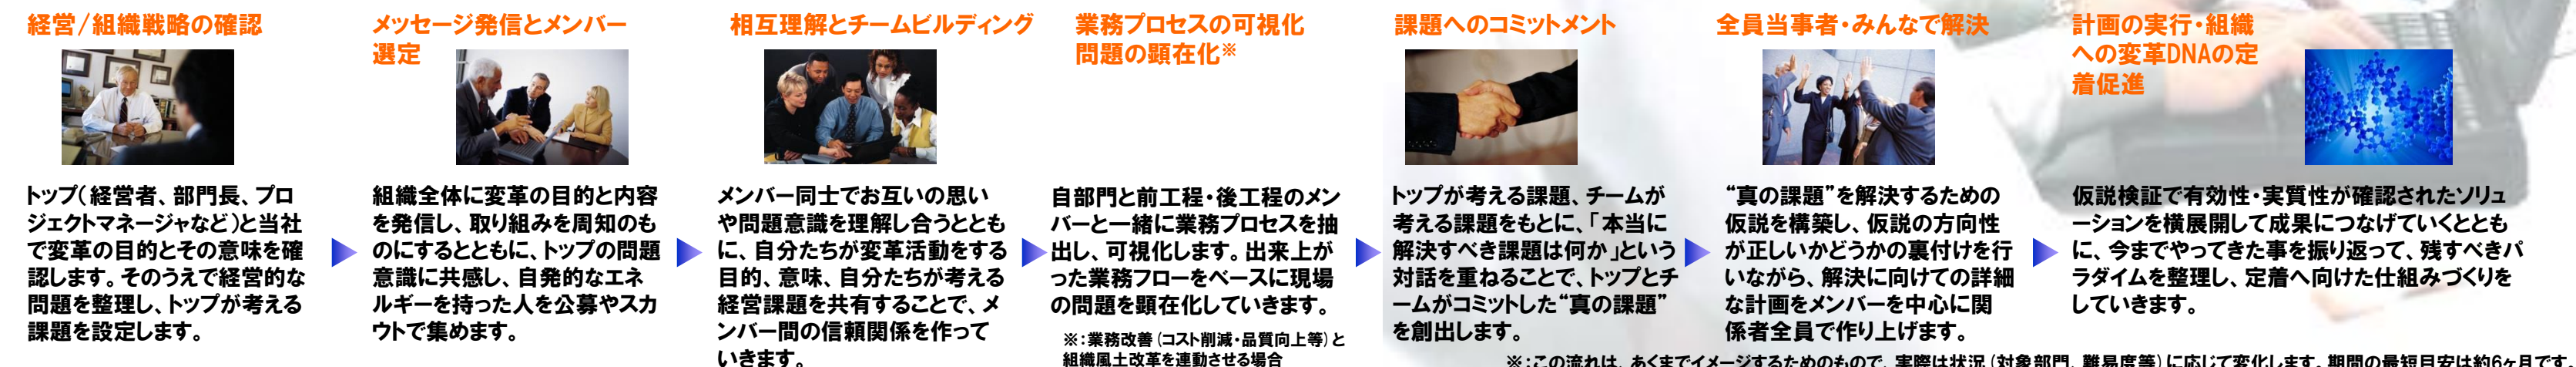 経営/組織戦略の確認
トップ(経営者、部門長、プロ
ジェクトマネージャなど)と当社
で変革の目的とその意味を確
認します。そのうえで経営的な
問題を整理し、トップが考える
課題を設定します。
メッセージ発信とメンバー
選定
組織全体に変革の目的と内容
を発信し、取り組みを周知のも
のにするとともに、トップの問題
意識に共感し、自発的なエネ
ルギーを持った人を公募やスカ
ウトで集めます。
相互理解とチームビルディング
メンバー同士でお互いの思い
や問題意識を理解し合うととも
に、自分たちが変革活動をする
目的、意味、自分たちが考える
経営課題を共有することで、メ
ンバー間の信頼関係を作って
いきます。
業務プロセスの可視化
問題の顕在化※
自部門と前工程・後工程のメン
バーと一緒に業務プロセスを抽
出し、可視化します。出来上が
った業務フローをベースに現場
の問題を顕在化していきます。
※:業務改善(コスト削減・品質向上等)と
組織風土改革を連動させる場合
課題へのコミットメント
トップが考える課題、チームが
考える課題をもとに、「本当に
解決すべき課題は何か」という
対話を重ねることで、トップとチ
ームがコミットした“真の課題”
を創出します。
全員当事者・みんなで解決
“真の課題”を解決するための
仮説を構築し、仮説の方向性
が正しいかどうかの裏付けを行
いながら、解決に向けての詳細
な計画をメンバーを中心に関
係者全員で作り上げます。
計画の実行・組織
への変革DNAの定
着促進
仮説検証で有効性・実質性が確認されたソリュ
ーションを横展開して成果につなげていくととも
に、今までやってきた事を振り返って、残すべきパ
ラダイムを整理し、定着へ向けた仕組みづくりを
していきます。
※:この流れは、あくまでイメージするためのもので、実際は状況(対象部門、難易度等)に応じて変化します。期間の最短目安は約6ヶ月です。